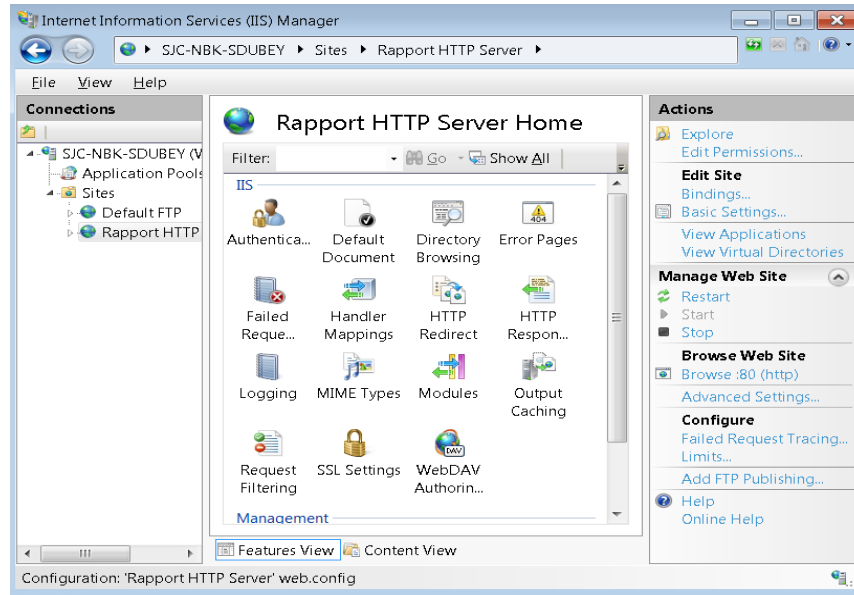 Internet Information Services (IIS) Manager
SJC-NBK-SDUBEY ▸ Sites ▸ Rapport HTTP Server ▸
File View Help
Connections
SJC-NBK-SDUBEY (V
Application Pools
Sites
Default FTP
Rapport HTTP
Rapport HTTP Server Home
Filter: Go Show All
IIS
Authentica... Default Document Directory Browsing Error Pages
Failed Reque... Handler Mappings HTTP Redirect HTTP Respon...
Logging MIME Types Modules Output Caching
Request Filtering SSL Settings WebDAV Authorin...
Management
Features View Content View
Actions
Explore
Edit Permissions...
Edit Site
Bindings...
Basic Settings...
View Applications
View Virtual Directories
Manage Web Site
Restart
Start
Stop
Browse Web Site
Browse :80 (http)
Advanced Settings...
Configure
Failed Request Tracing...
Limits...
Add FTP Publishing...
Help
Online Help
Configuration: 'Rapport HTTP Server' web.config